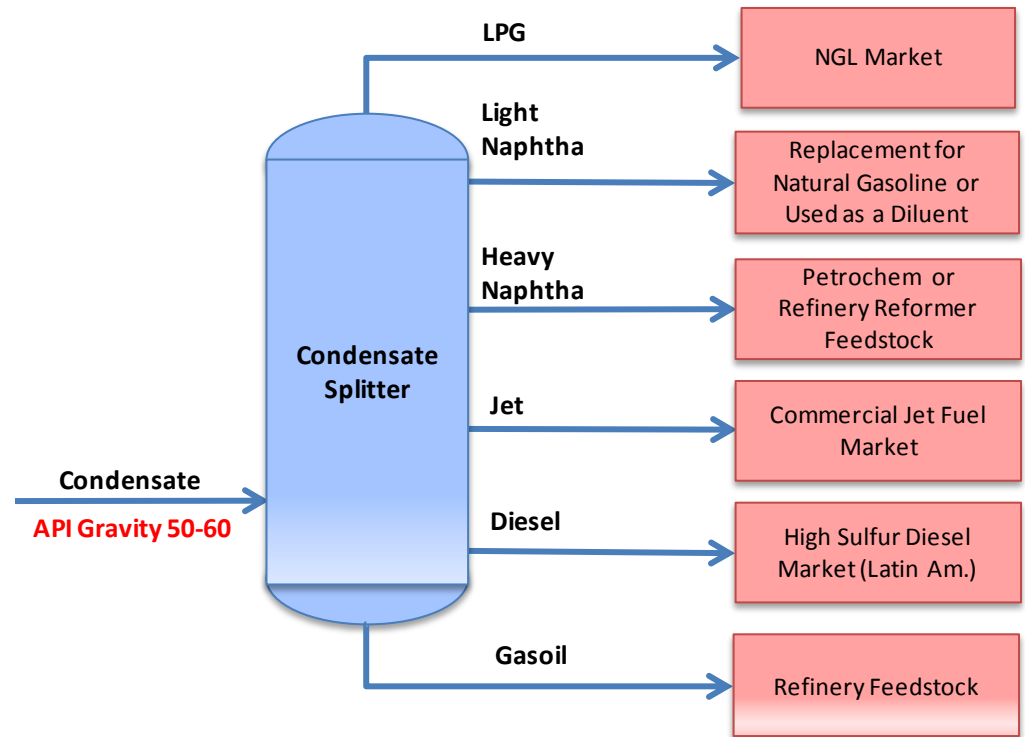 LPG
NGL Market
Light
Naphtha
Replacement for
Natural Gasoline or
Used as a Diluent
Heavy
Naphtha
Petrochem or
Refinery Reformer
Feedstock
Condensate
Splitter
Jet
Commercial Jet Fuel
Market
Condensate
API Gravity 50-60
Diesel
High Sulfur Diesel
Market (Latin Am.)
Gasoil
Refinery Feedstock